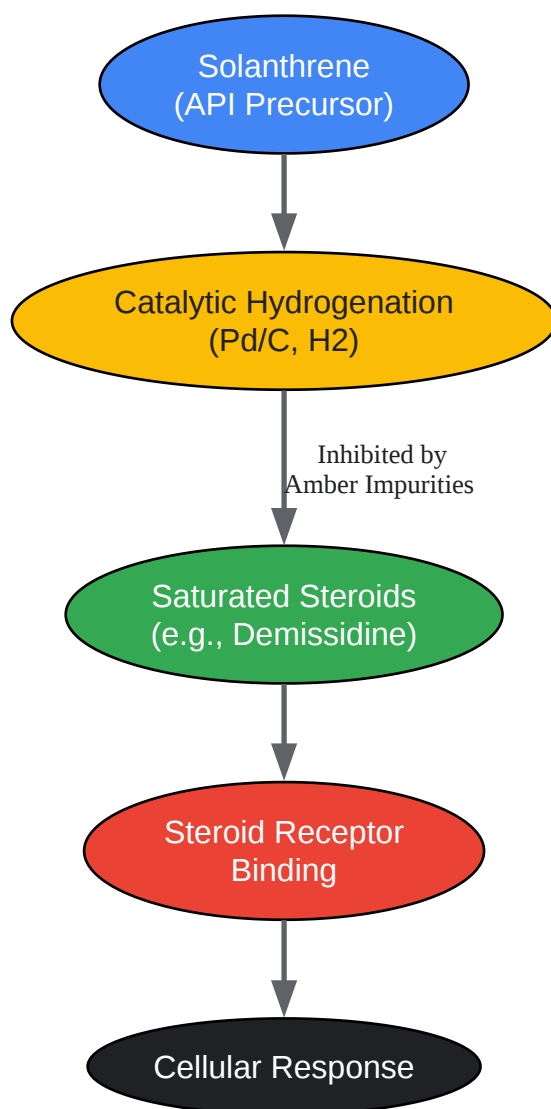 Solanthrene
(API Precursor)
Catalytic Hydrogenation
(Pd/C, H2)
Inhibited by
Amber Impurities
Saturated Steroids
(e.g., Demissidine)
Steroid Receptor
Binding
Cellular Response